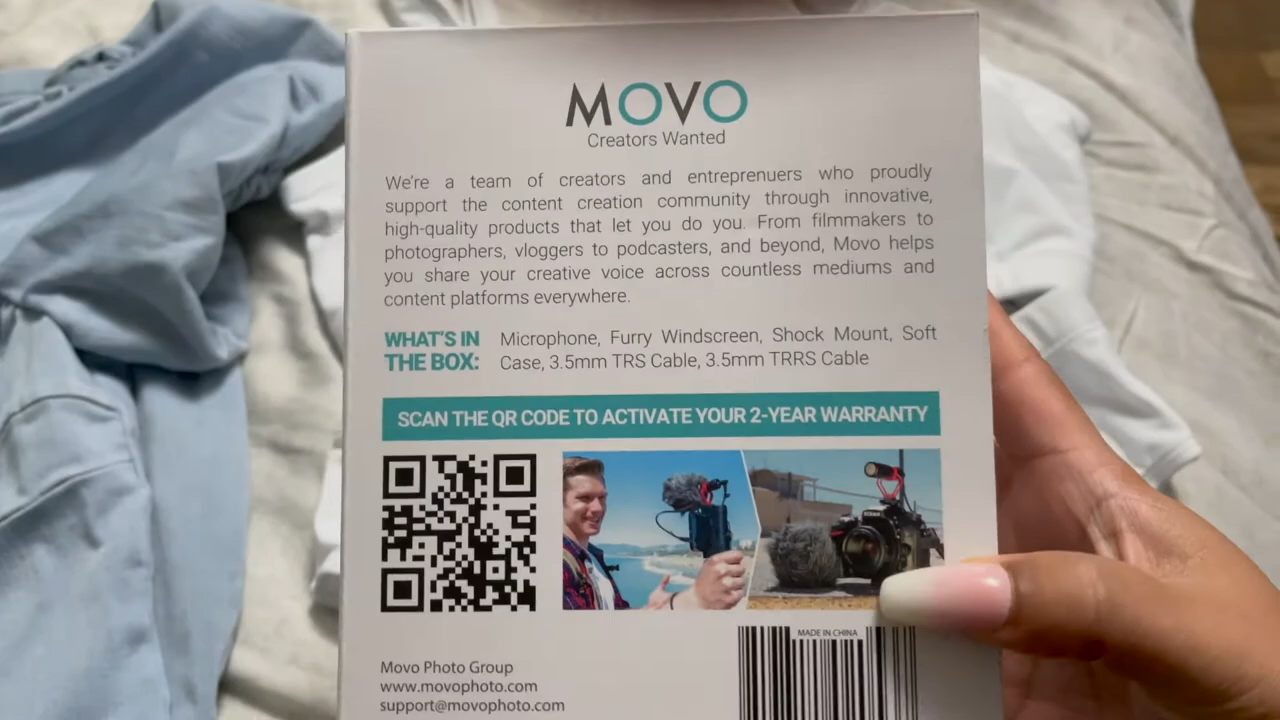 MOVO
Creators Wanted
We're a team of creators and entreprenuers who proudly
support the content creation community through innovative,
high-quality products that let you do you. From filmmakers to
photographers, vloggers to podcasters, and beyond, Movo helps
you share your creative voice across countless mediums and
content platforms everywhere.
WHAT'S IN
THE BOX:
Microphone, Furry Windscreen, Shock Mount, Soft
Case, 3.5mm TRS Cable, 3.5mm TRRS Cable
SCAN THE QR CODE TO ACTIVATE YOUR 2-YEAR WARRANTY
Nikon
MADE IN CHINA
Movo Photo Group
www.movophoto.com
support@movophoto.com